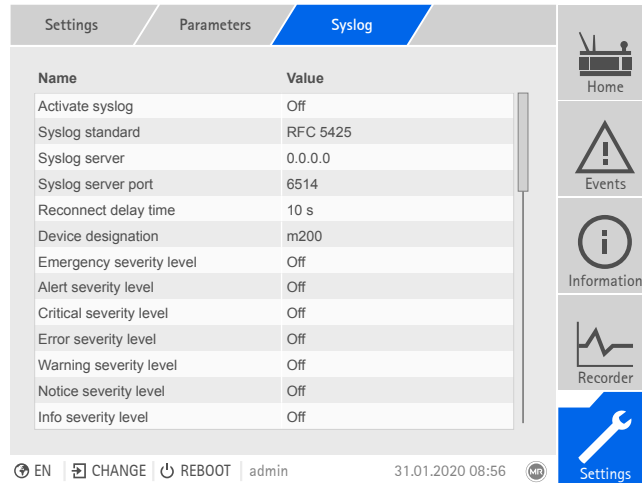 Settings Parameters Syslog
Name Value
Activate syslog Off
Syslog standard RFC 5425
Syslog server 0.0.0.0
Syslog server port 6514
Reconnect delay time 10 s
Device designation m200
Emergency severity level Off
Alert severity level Off
Critical severity level Off
Error severity level Off
Warning severity level Off
Notice severity level Off
Info severity level Off
Home
Events
Information
Recorder
Settings
EN CHANGE REBOOT admin 31.01.2020 08:56 MR